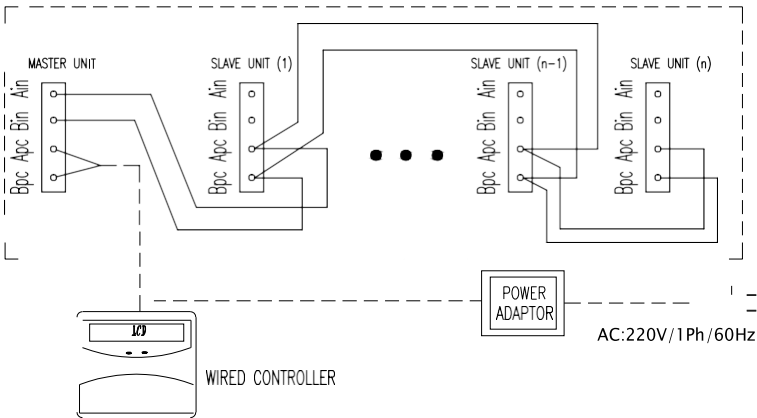 MASTER UNIT
SLAVE UNIT (1)
SLAVE UNIT (n-1)
SLAVE UNIT (n)
Ain
Bin
Apc
Bpc
Ain
Bin
Apc
Bpc
Ain
Bin
Apc
Bpc
Ain
Bin
Apc
Bpc
POWER
ADAPTOR
AC:220V/1Ph/60Hz
LCD
WIRED CONTROLLER